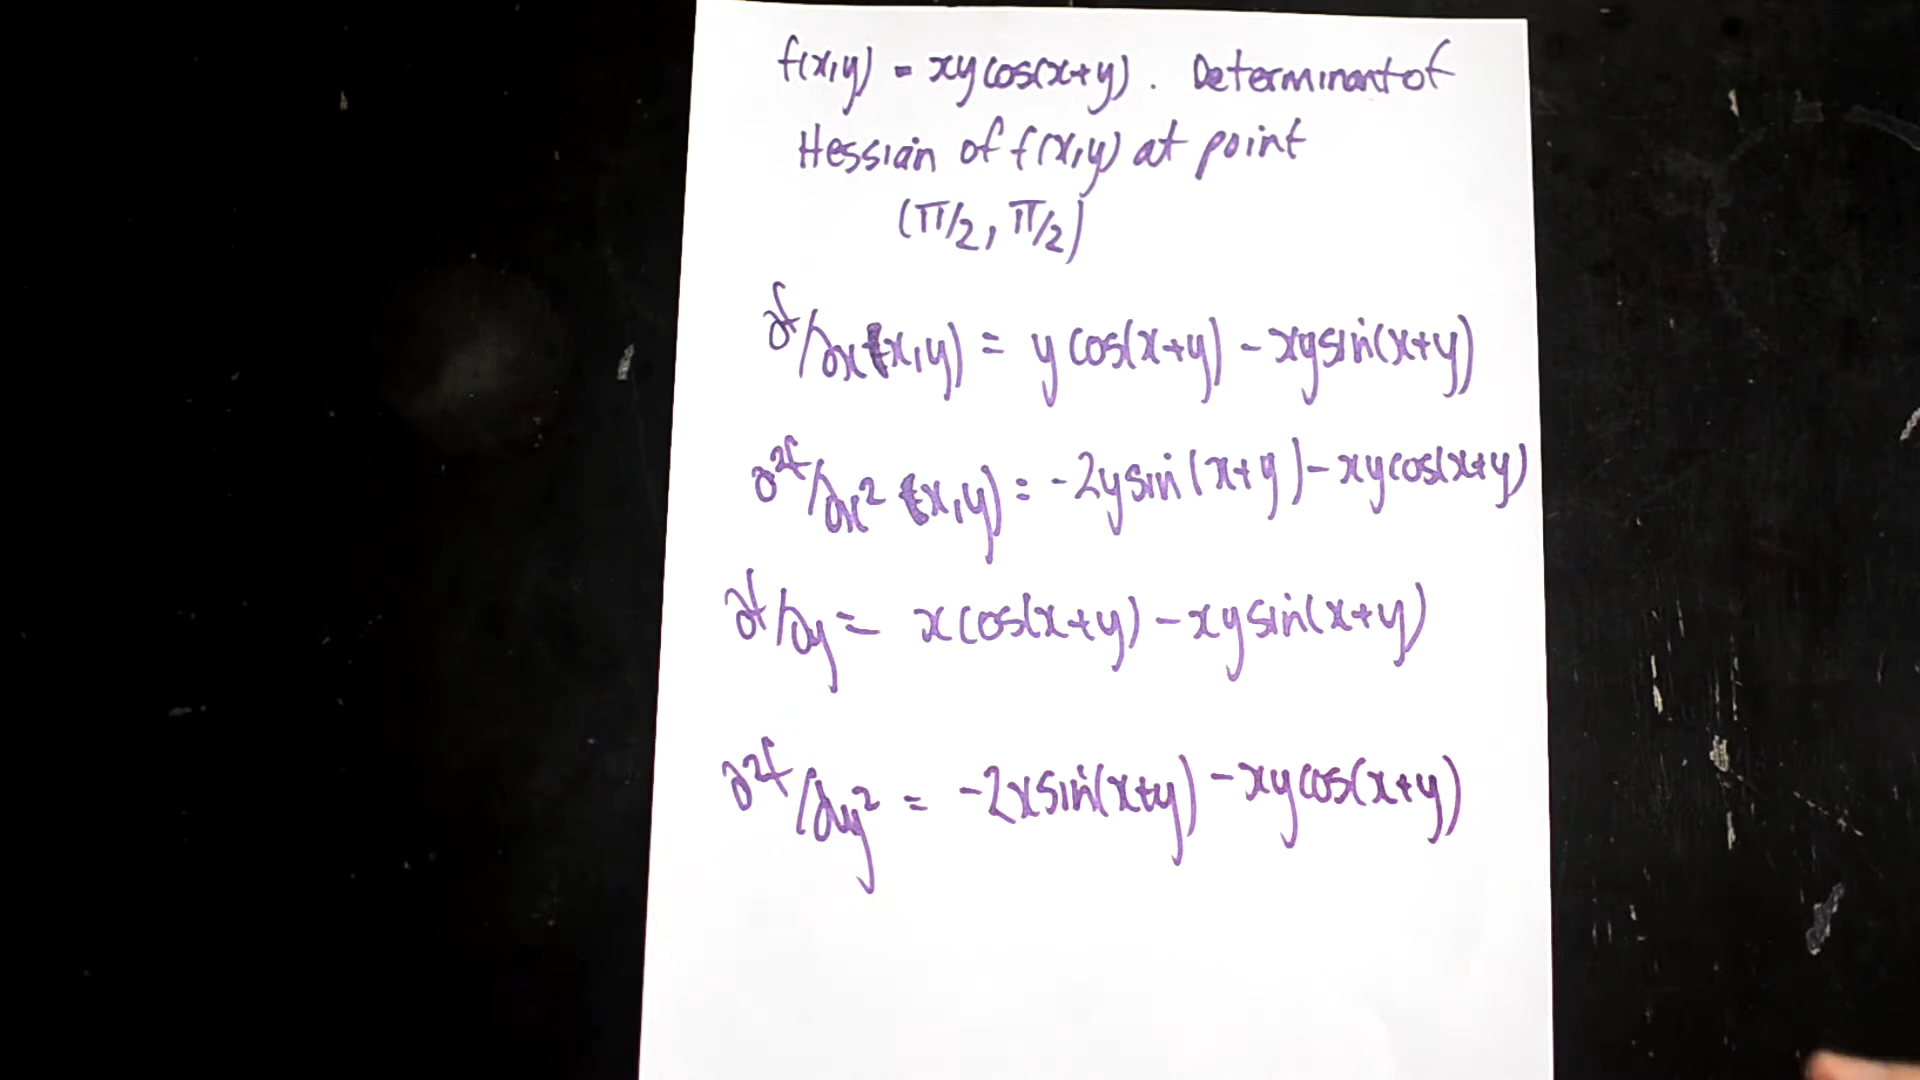 f(x,y) = xy cos(x+y). Determinant of
Hessian of f(x,y) at point
(π/2, π/2)
∂f/∂x (x,y) = y cos(x+y) - xy sin(x+y)
∂²f/∂x² (x,y) = -2y sin(x+y) - xy cos(x+y)
∂f/∂y = x cos(x+y) - xy sin(x+y)
∂²f/∂y² = -2x sin(x+y) - xy cos(x+y)